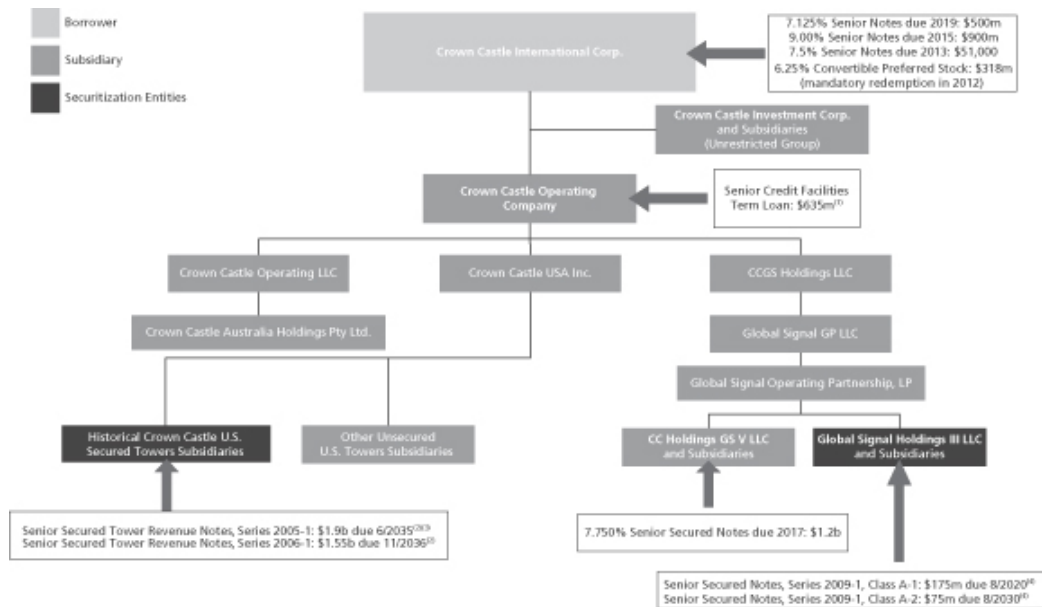 Borrower
Subsidiary
Securitization Entities
Crown Castle International Corp.
7.125% Senior Notes due 2019: $500m
9.00% Senior Notes due 2015: $900m
7.5% Senior Notes due 2013: $51,000
6.25% Convertible Preferred Stock: $318m
(mandatory redemption in 2012)
Crown Castle Investment Corp.
and Subsidiaries
(Unrestricted Group)
Crown Castle Operating
Company
Senior Credit Facilities
Term Loan: $635m(1)
Crown Castle Operating LLC
Crown Castle USA Inc.
CCGS Holdings LLC
Crown Castle Australia Holdings Pty Ltd.
Global Signal GP LLC
Global Signal Operating Partnership, LP
Historical Crown Castle U.S.
Secured Towers Subsidiaries
Other Unsecured
U.S. Towers Subsidiaries
CC Holdings GS V LLC
and Subsidiaries
Global Signal Holdings III LLC
and Subsidiaries
Senior Secured Tower Revenue Notes, Series 2005-1: $1.9b due 6/2035(2)(3)
Senior Secured Tower Revenue Notes, Series 2006-1: $1.55b due 11/2036(2)
7.750% Senior Secured Notes due 2017: $1.2b
Senior Secured Notes, Series 2009-1, Class A-1: $175m due 8/2020(4)
Senior Secured Notes, Series 2009-1, Class A-2: $75m due 8/2030(4)